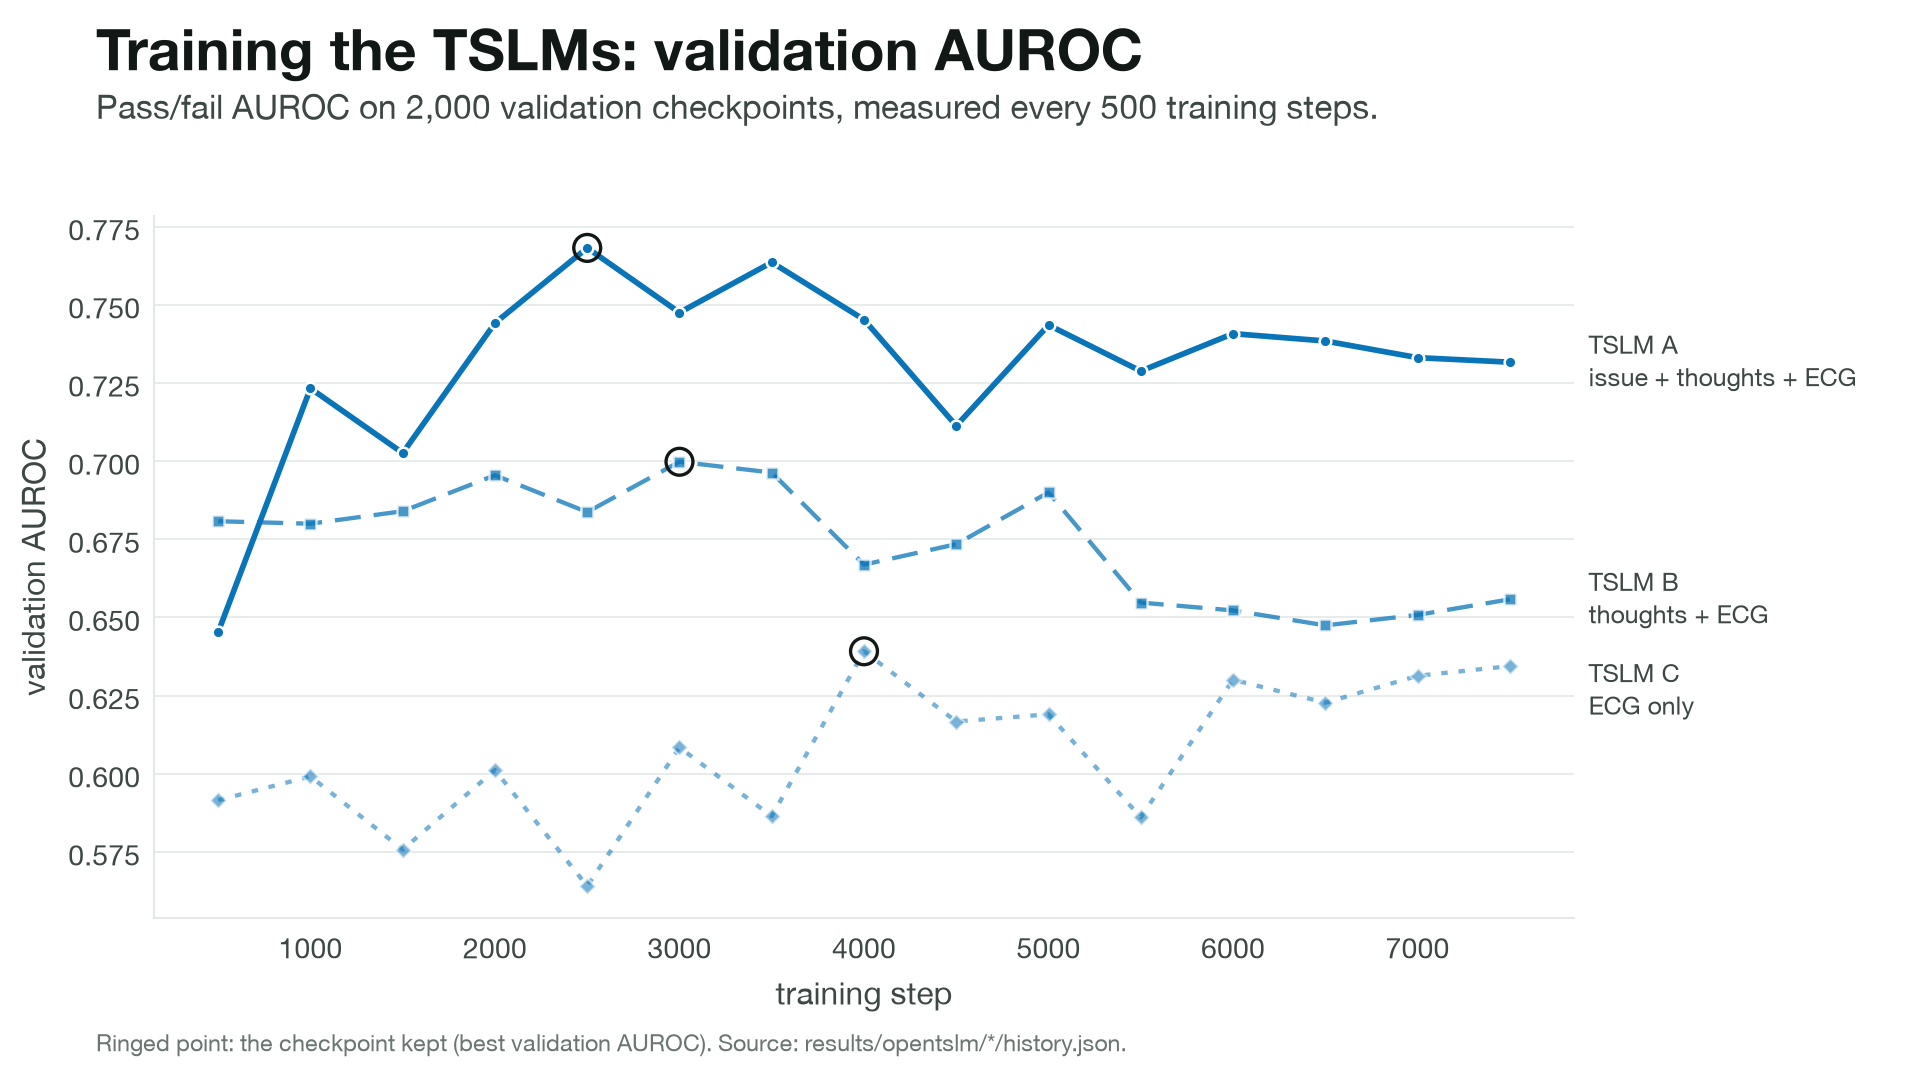 Training the TSLMs: validation AUROC
Pass/fail AUROC on 2,000 validation checkpoints, measured every 500 training steps.
validation AUROC
0.775
0.750
0.725
0.700
0.675
0.650
0.625
0.600
0.575
TSLM A
issue + thoughts + ECG
TSLM B
thoughts + ECG
TSLM C
ECG only
1000 2000 3000 4000 5000 6000 7000
training step
Ringed point: the checkpoint kept (best validation AUROC). Source: results/opentslm/*/history.json.